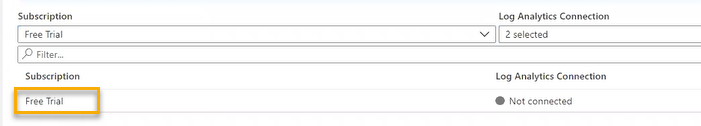 Subscription Log Analytics Connection
Free Trial 2 selected
Filter...
Subscription Log Analytics Connection
Free Trial Not connected